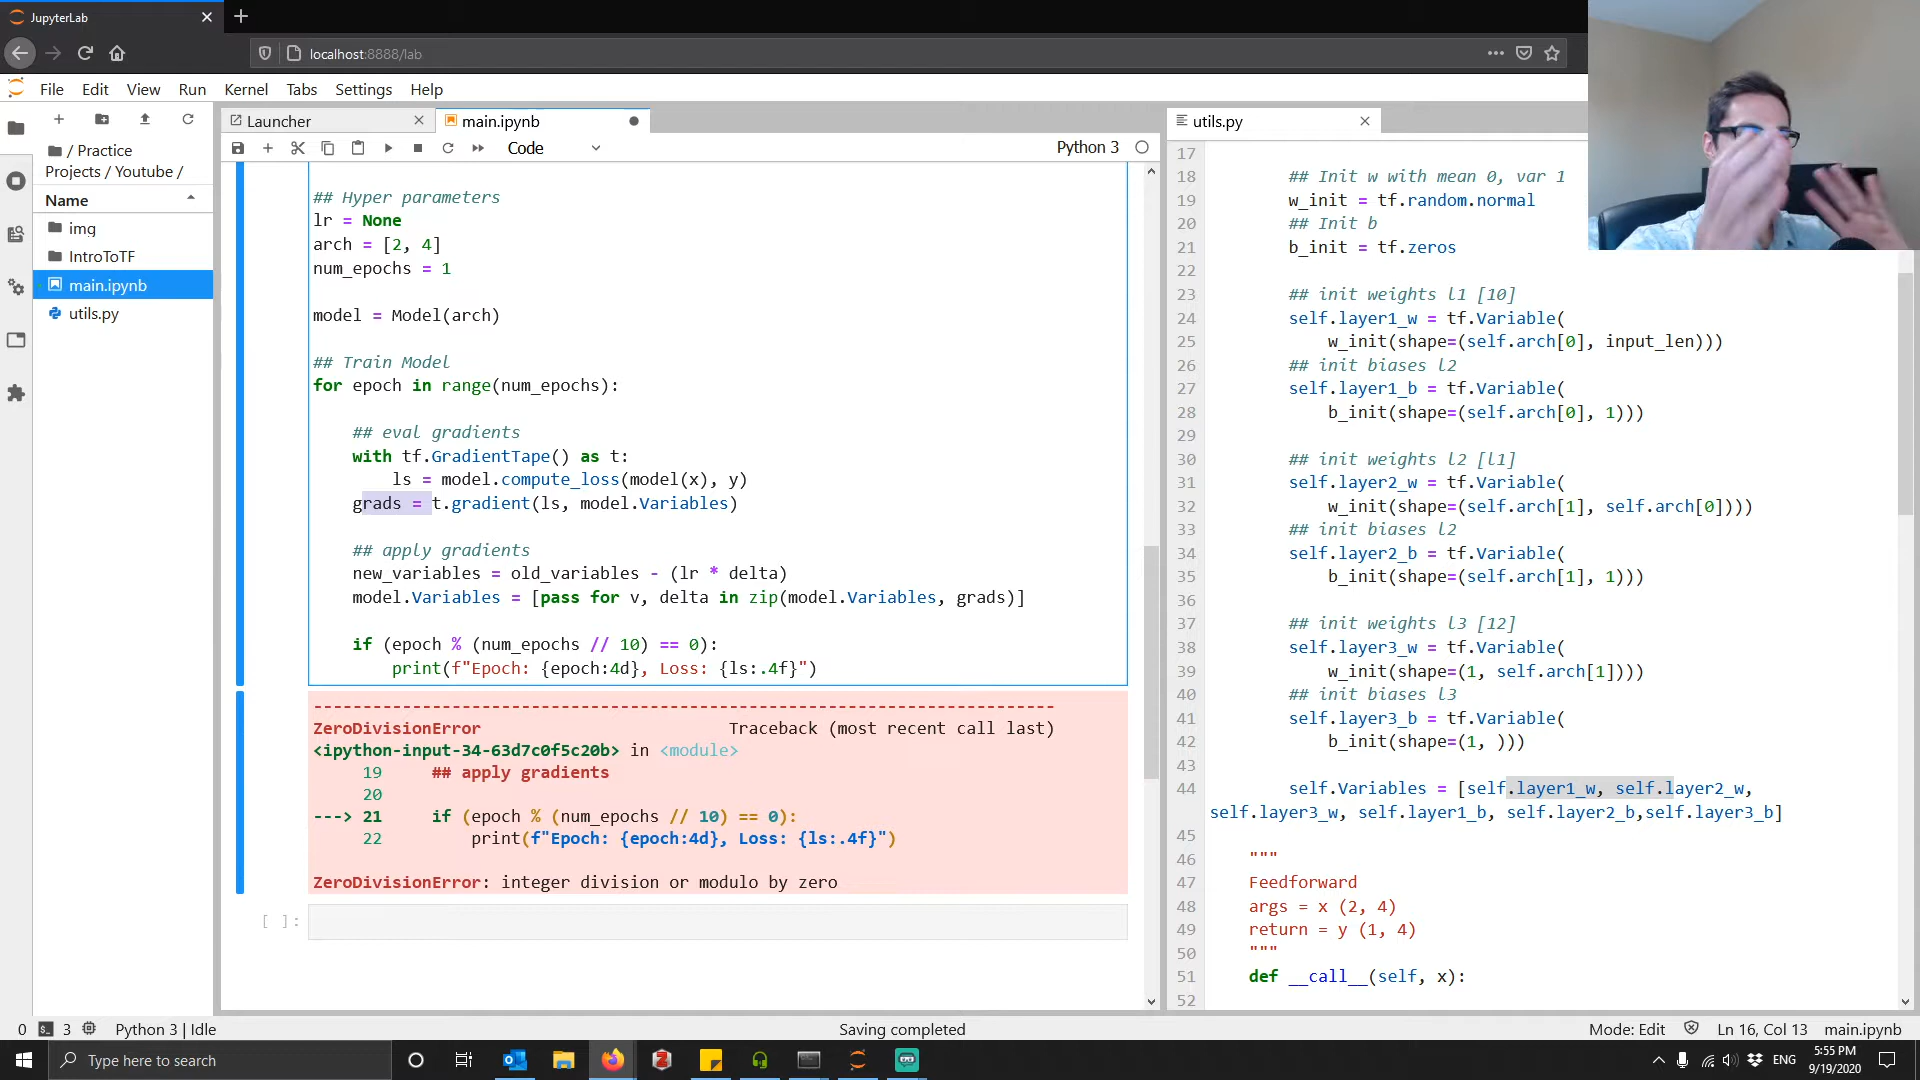 JupyterLab
localhost:8888/lab
File Edit View Run Kernel Tabs Settings Help
/ Practice
Projects / Youtube /
Name
img
IntroToTF
main.ipynb
utils.py
Launcher
main.ipynb
Code
Python 3
## Hyper parameters
lr = None
arch = [2, 4]
num_epochs = 1
model = Model(arch)
## Train Model
for epoch in range(num_epochs):
## eval gradients
with tf.GradientTape() as t:
ls = model.compute_loss(model(x), y)
grads = t.gradient(ls, model.Variables)
## apply gradients
new_variables = old_variables - (lr * delta)
model.Variables = [pass for v, delta in zip(model.Variables, grads)]
if (epoch % (num_epochs // 10) == 0):
print(f"Epoch: {epoch:4d}, Loss: {ls:.4f}")
---------------------------------------------------------------------------
ZeroDivisionError Traceback (most recent call last)
<ipython-input-34-63d7c0f5c20b> in <module>
19 ## apply gradients
20
---> 21 if (epoch % (num_epochs // 10) == 0):
22 print(f"Epoch: {epoch:4d}, Loss: {ls:.4f}")
ZeroDivisionError: integer division or modulo by zero
[ ]:
utils.py
17
18 ## Init w with mean 0, var 1
19 w_init = tf.random.normal
20 ## Init b
21 b_init = tf.zeros
22
23 ## init weights l1 [10]
24 self.layer1_w = tf.Variable(
25 w_init(shape=(self.arch[0], input_len)))
26 ## init biases l2
27 self.layer1_b = tf.Variable(
28 b_init(shape=(self.arch[0], 1)))
29
30 ## init weights l2 [l1]
31 self.layer2_w = tf.Variable(
32 w_init(shape=(self.arch[1], self.arch[0])))
33 ## init biases l2
34 self.layer2_b = tf.Variable(
35 b_init(shape=(self.arch[1], 1)))
36
37 ## init weights l3 [12]
38 self.layer3_w = tf.Variable(
39 w_init(shape=(1, self.arch[1])))
40 ## init biases l3
41 self.layer3_b = tf.Variable(
42 b_init(shape=(1, )))
43
44 self.Variables = [self.layer1_w, self.layer2_w,
self.layer3_w, self.layer1_b, self.layer2_b,self.layer3_b]
45
46 """
47 Feedforward
48 args = x (2, 4)
49 return = y (1, 4)
50 """
51 def __call__(self, x):
52
0 3 Python 3 | Idle Saving completed Mode: Edit Ln 16, Col 13 main.ipynb
Type here to search
ENG
5:55 PM
9/19/2020